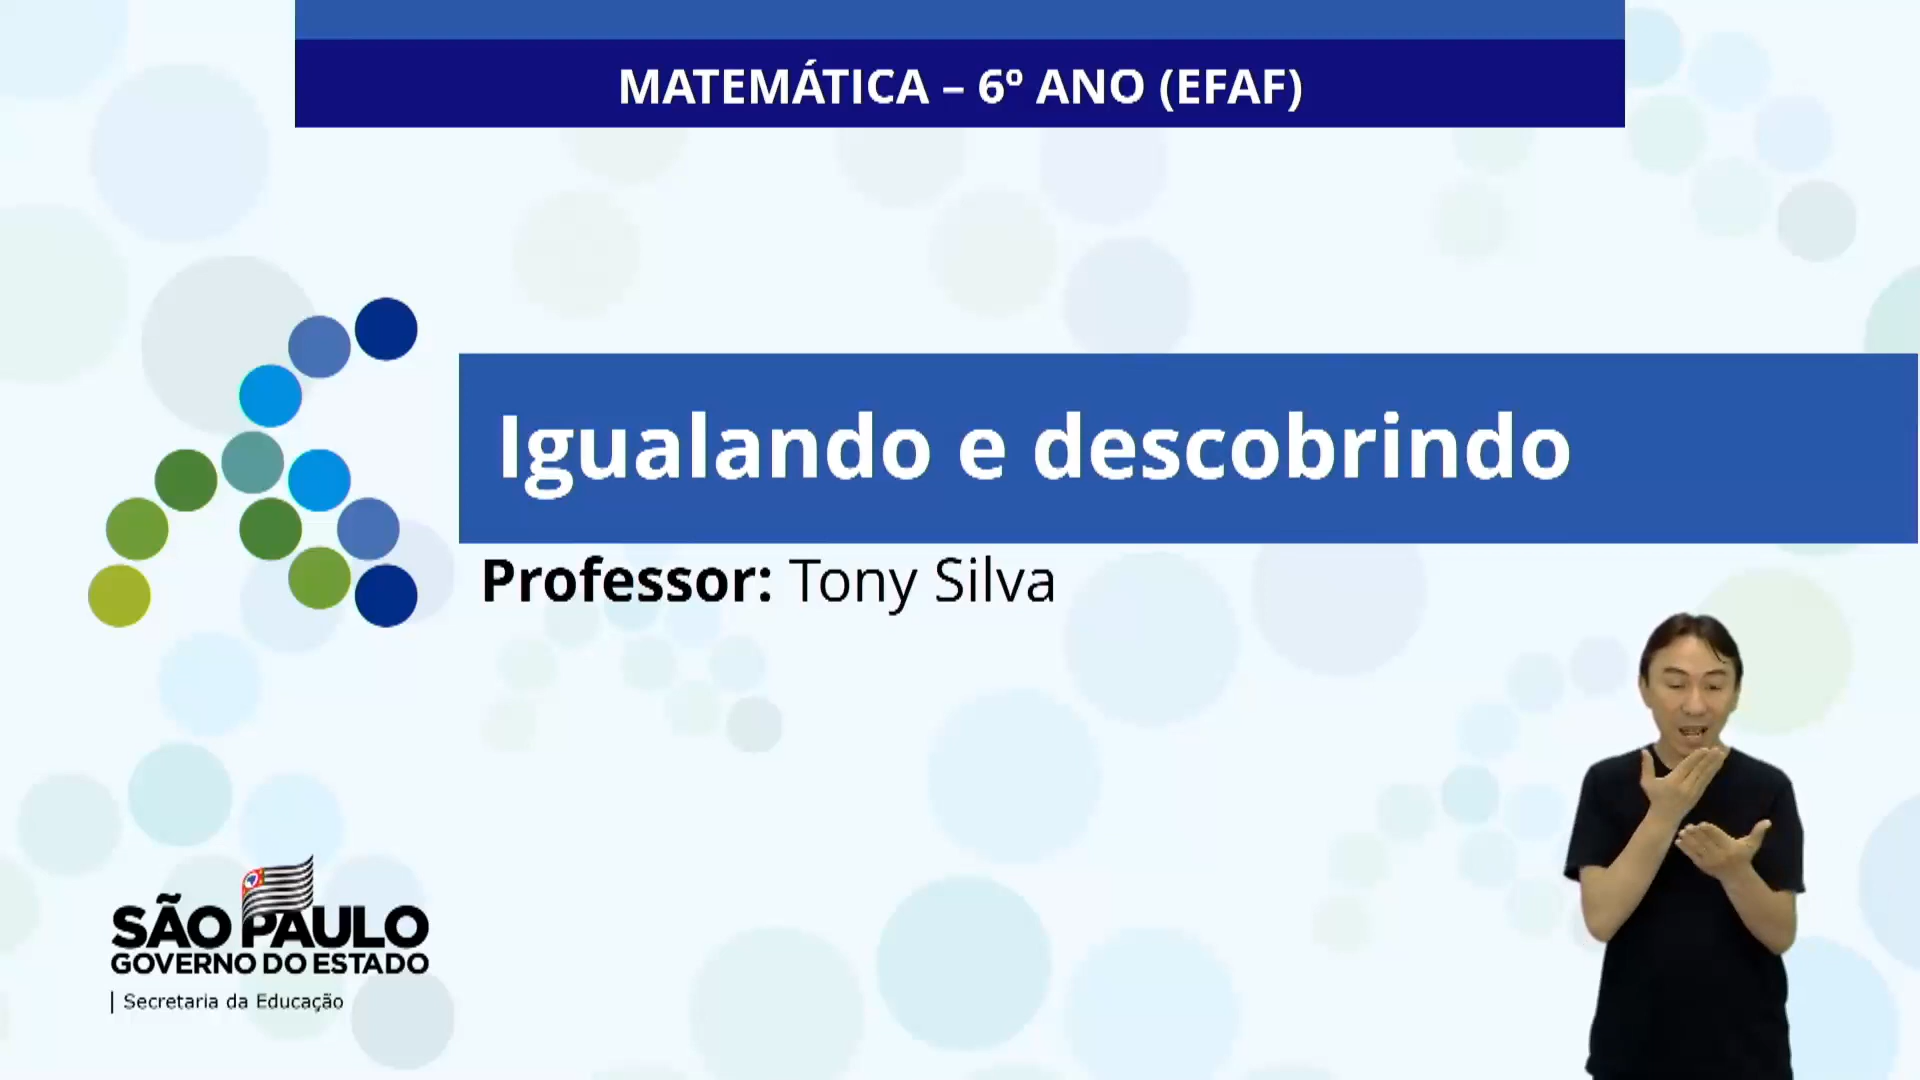 MATEMÁTICA – 6º ANO (EFAF)
Igualando e descobrindo
Professor: Tony Silva
SÃO PAULO
GOVERNO DO ESTADO
Secretaria da Educação